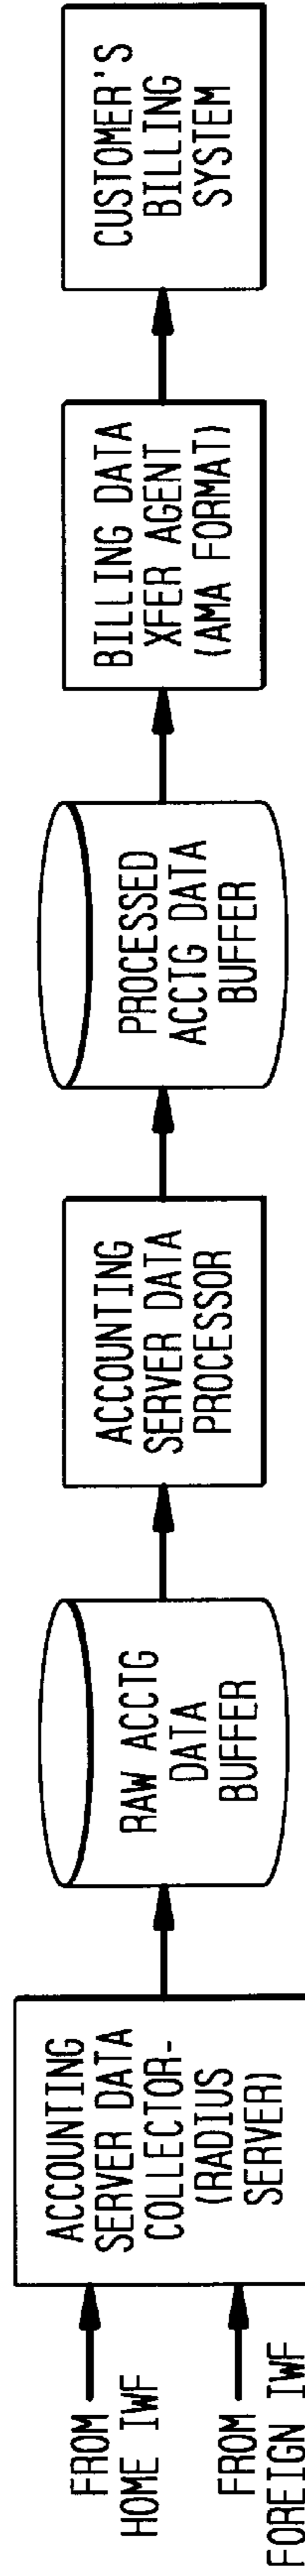 FROM
HOME IWF
FROM
FOREIGN IWF
ACCOUNTING
SERVER DATA
COLLECTOR-
(RADIUS
SERVER)
RAW ACCTG
DATA
BUFFER
ACCOUNTING
SERVER DATA
PROCESSOR
PROCESSED
ACCTG DATA
BUFFER
BILLING DATA
XFER AGENT
(AMA FORMAT)
CUSTOMER'S
BILLING
SYSTEM